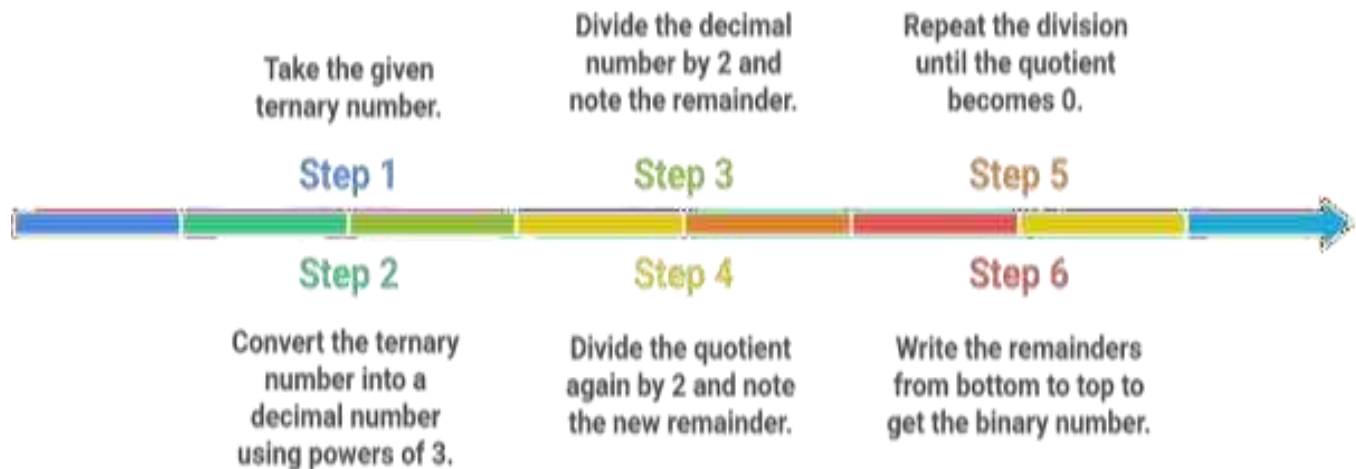 Take the given
ternary number.
Step 1
Step 2
Convert the ternary
number into a
decimal number
using powers of 3.
Divide the decimal
number by 2 and
note the remainder.
Step 3
Step 4
Divide the quotient
again by 2 and note
the new remainder.
Repeat the division
until the quotient
becomes 0.
Step 5
Step 6
Write the remainders
from bottom to top to
get the binary number.